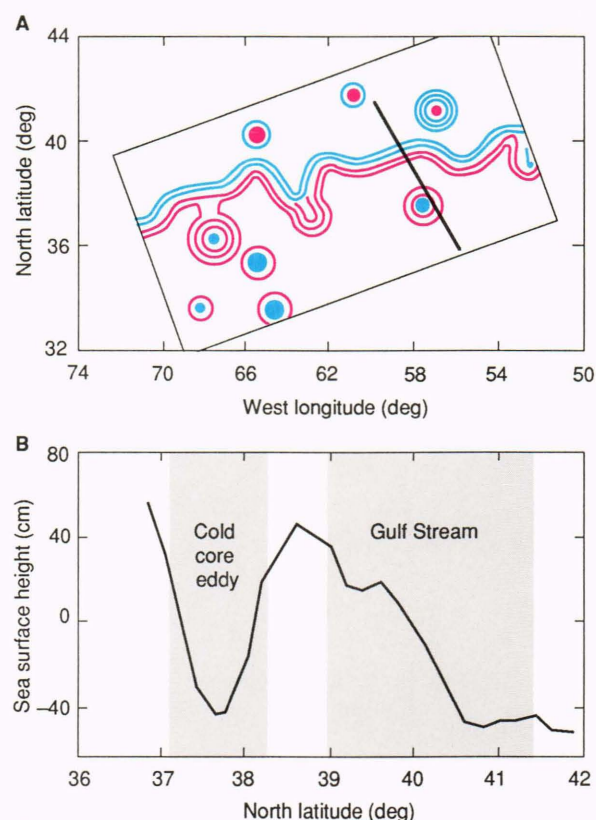 A
44
40
36
32
North latitude (deg)
74 70 66 62 58 54 50
West longitude (deg)
B
80
40
0
−40
Sea surface height (cm)
Cold
core
eddy
Gulf Stream
36 37 38 39 40 41 42
North latitude (deg)